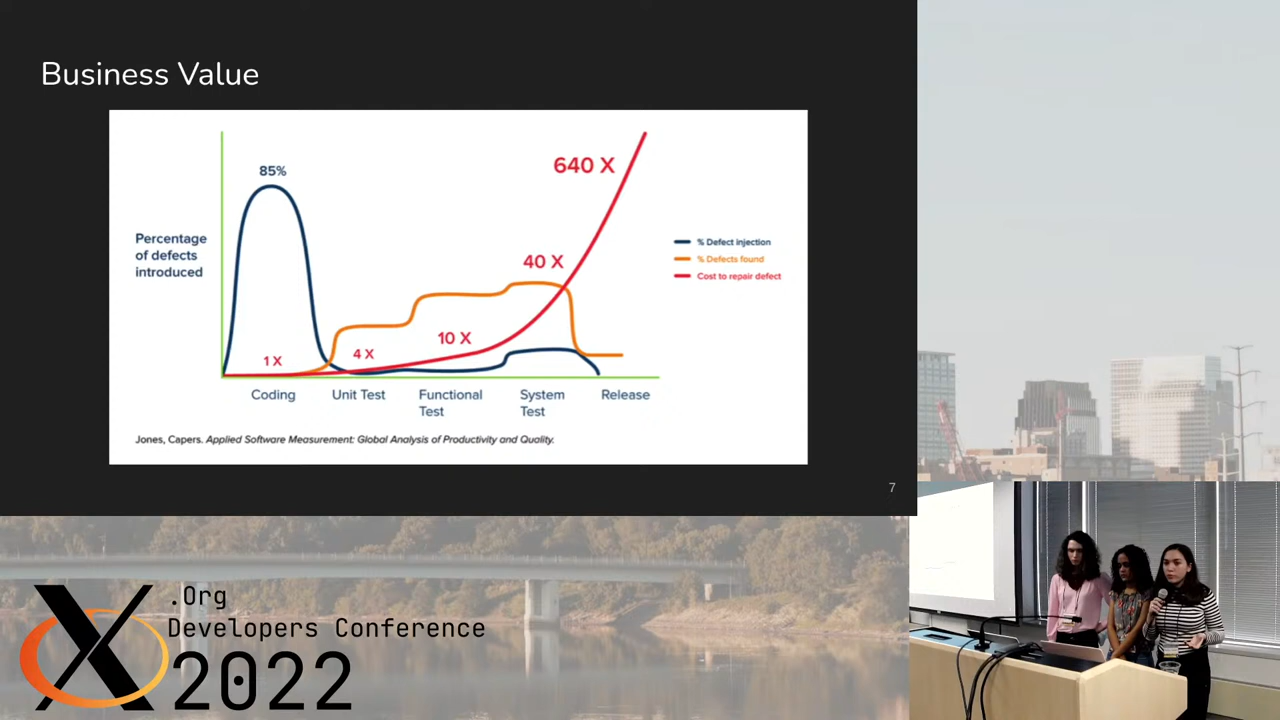 Business Value
85%
640 X
Percentage
of defects
introduced
% Defect injection
% Defects found
Cost to repair defect
40 X
10 X
4 X
1 X
Coding
Unit Test
Functional
Test
System
Test
Release
Jones, Capers. Applied Software Measurement: Global Analysis of Productivity and Quality.
7
X
.Org
Developers Conference
2022